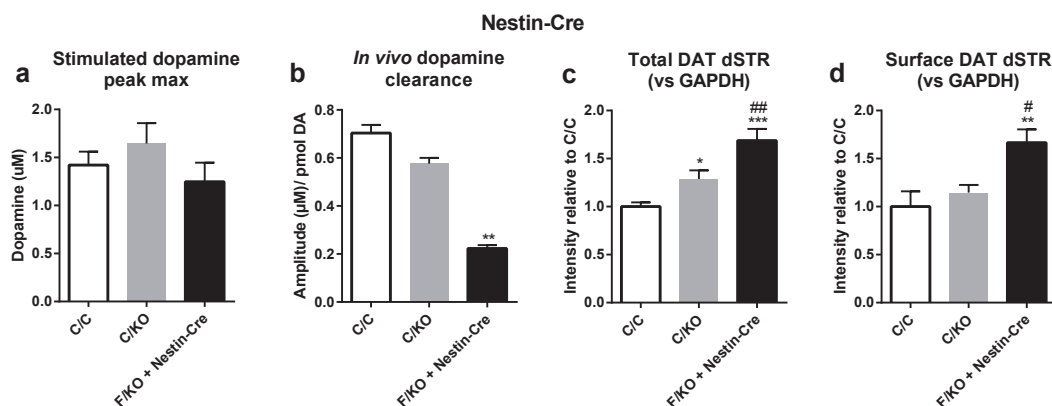 Nestin-Cre
a
Stimulated dopamine
peak max
Dopamine (uM)
2.0
1.5
1.0
0.5
0.0
C/C
C/KO
F/KO + Nestin-Cre
b
In vivo dopamine
clearance
Amplitude (µM)/ pmol DA
0.8
0.6
0.4
0.2
0.0
**
C/C
C/KO
F/KO + Nestin-Cre
c
Total DAT dSTR
(vs GAPDH)
Intensity relative to C/C
2.0
1.5
1.0
0.5
0.0
*
##
***
C/C
C/KO
F/KO + Nestin-Cre
d
Surface DAT dSTR
(vs GAPDH)
Intensity relative to C/C
2.0
1.5
1.0
0.5
0.0
#
**
C/C
C/KO
F/KO + Nestin-Cre